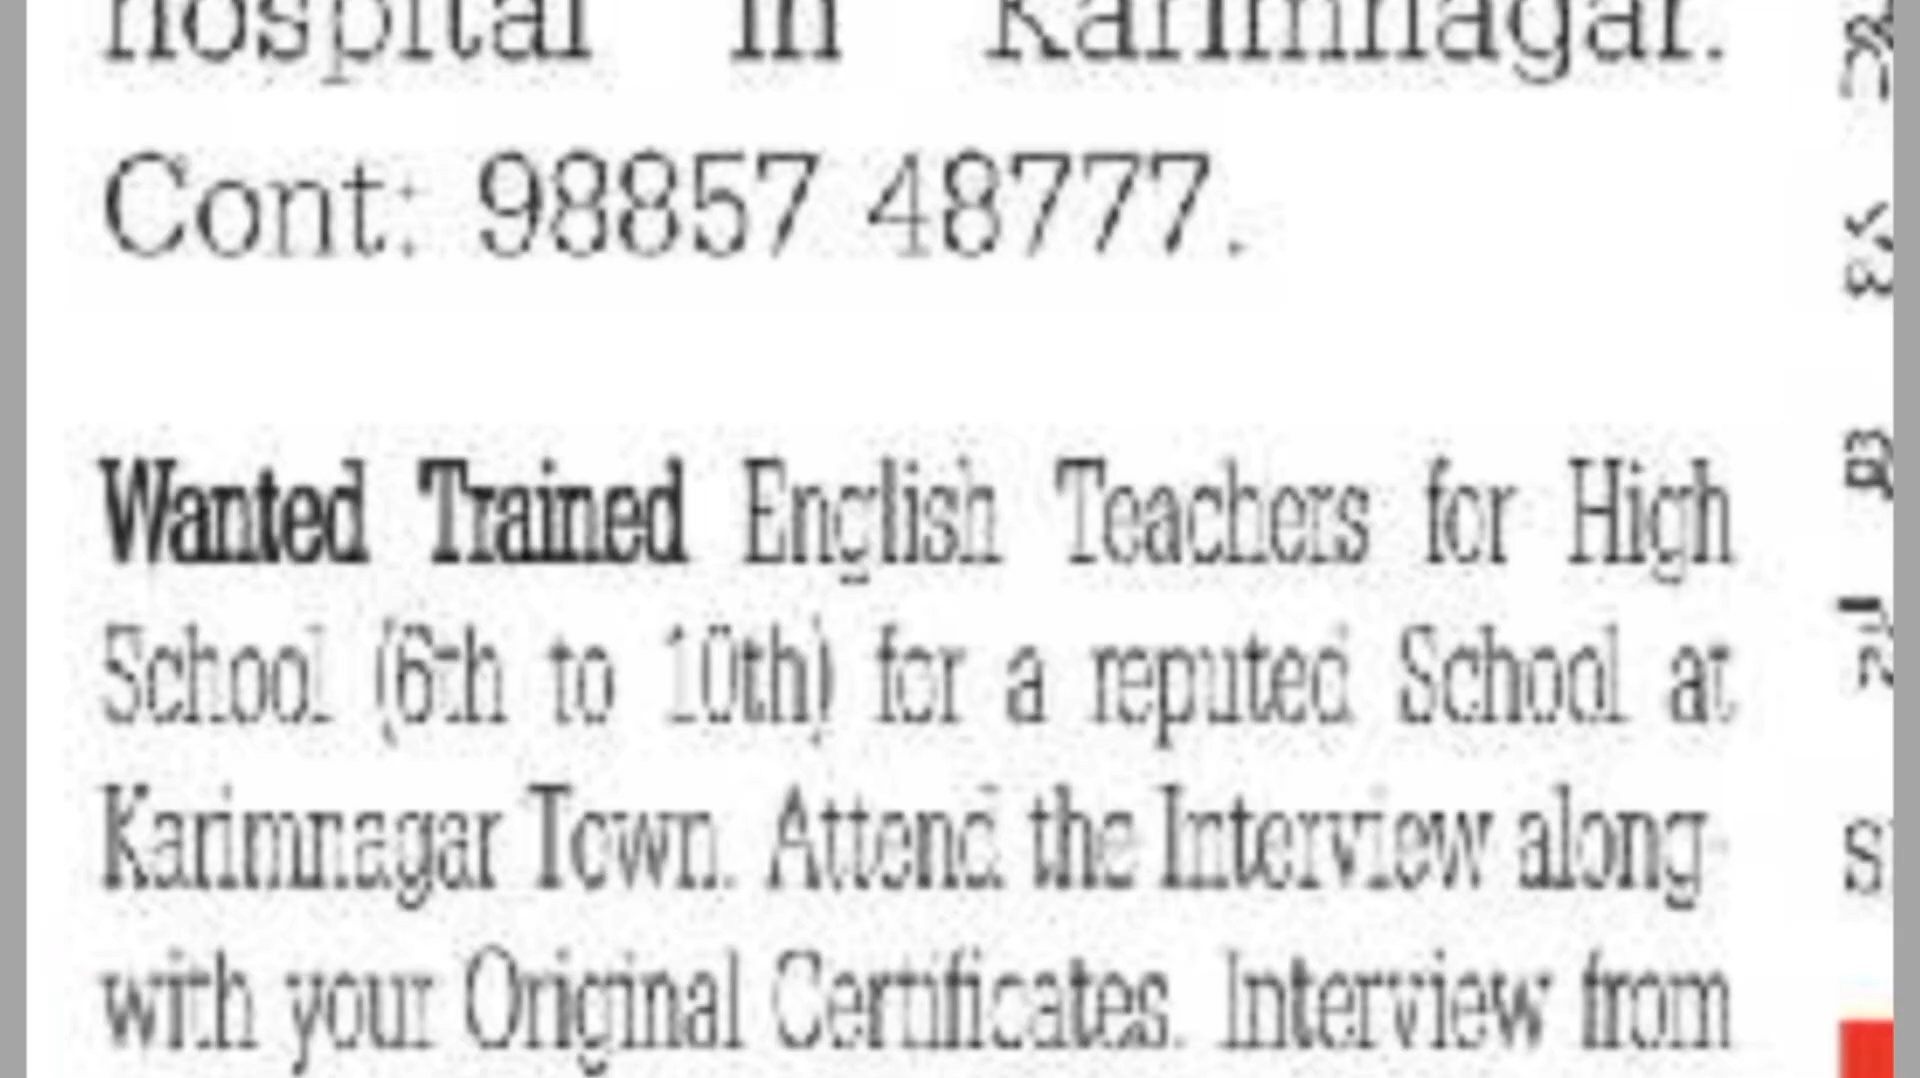 hospital in Karimnagar.
Cont: 98857 48777.
Wanted Trained English Teachers for High
School (6th to 10th) for a reputed School at
Karimnagar Town. Attend the Interview along-
with your Original Certificates. Interview from